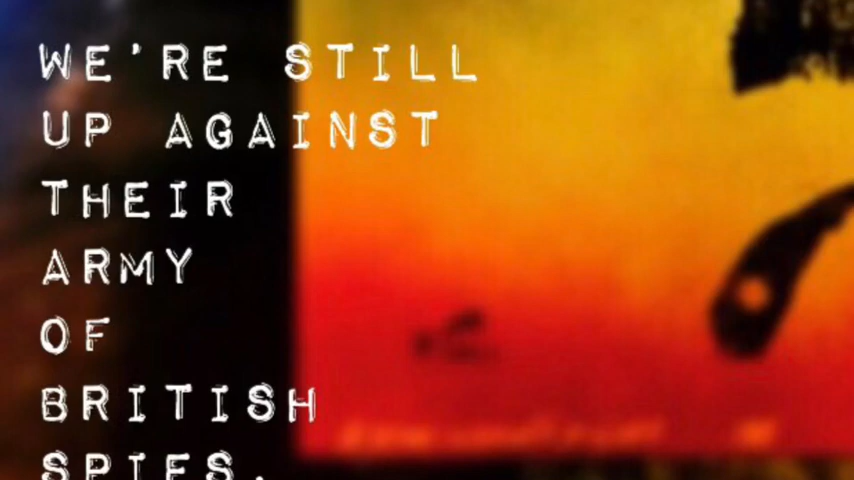 WE'RE STILL
UP AGAINST
THEIR
ARMY
OF
BRITISH
SPIES.